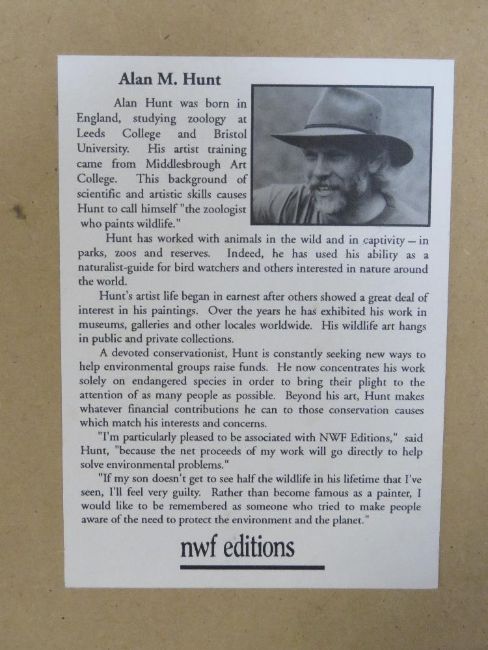 Alan M. Hunt
Alan Hunt was born in
England, studying zoology at
Leeds College and Bristol
University. His artist training
came from Middlesbrough Art
College. This background of
scientific and artistic skills causes
Hunt to call himself "the zoologist
who paints wildlife."
Hunt has worked with animals in the wild and in captivity — in
parks, zoos and reserves. Indeed, he has used his ability as a
naturalist-guide for bird watchers and others interested in nature around
the world.
Hunt's artist life began in earnest after others showed a great deal of
interest in his paintings. Over the years he has exhibited his work in
museums, galleries and other locales worldwide. His wildlife art hangs
in public and private collections.
A devoted conservationist, Hunt is constantly seeking new ways to
help environmental groups raise funds. He now concentrates his work
solely on endangered species in order to bring their plight to the
attention of as many people as possible. Beyond his art, Hunt makes
whatever financial contributions he can to those conservation causes
which match his interests and concerns.
"I'm particularly pleased to be associated with NWF Editions," said
Hunt, "because the net proceeds of my work will go directly to help
solve environmental problems."
"If my son doesn't get to see half the wildlife in his lifetime that I've
seen, I'll feel very guilty. Rather than become famous as a painter, I
would like to be remembered as someone who tried to make people
aware of the need to protect the environment and the planet."
nwf editions